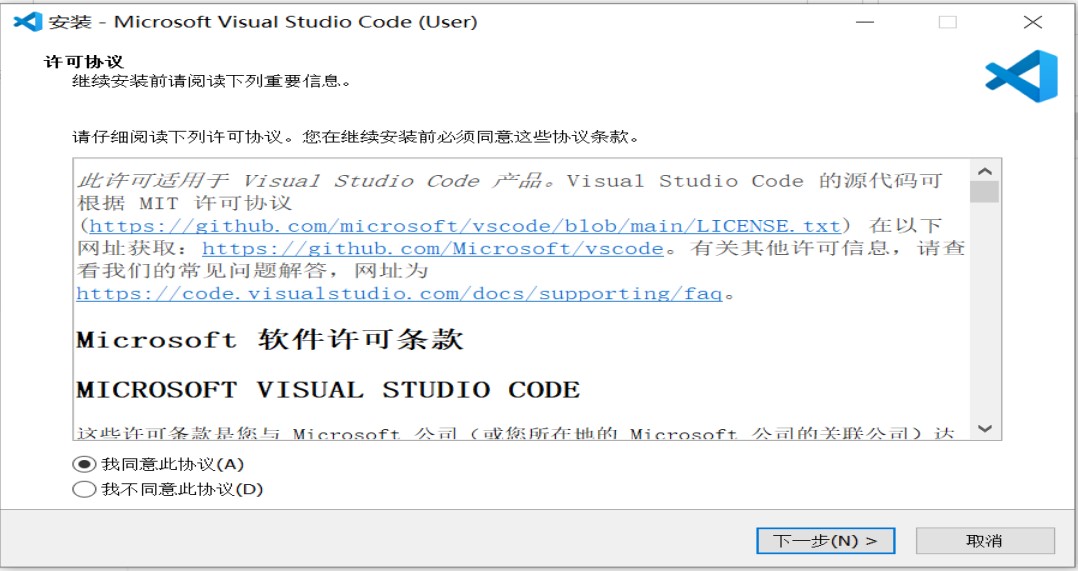 安装 - Microsoft Visual Studio Code (User)
许可协议
继续安装前请阅读下列重要信息。
请仔细阅读下列许可协议。您在继续安装前必须同意这些协议条款。
此许可适用于 Visual Studio Code 产品。Visual Studio Code 的源代码可
根据 MIT 许可协议
(https://github.com/microsoft/vscode/blob/main/LICENSE.txt) 在以下
网址获取：https://github.com/Microsoft/vscode。有关其他许可信息，请查
看我们的常见问题解答，网址为
https://code.visualstudio.com/docs/supporting/faq。
Microsoft 软件许可条款
MICROSOFT VISUAL STUDIO CODE
这些许可条款是您与 Microsoft 公司（或您所在地的 Microsoft 公司的关联公司）达
我同意此协议(A)
我不同意此协议(D)
下一步(N) >
取消